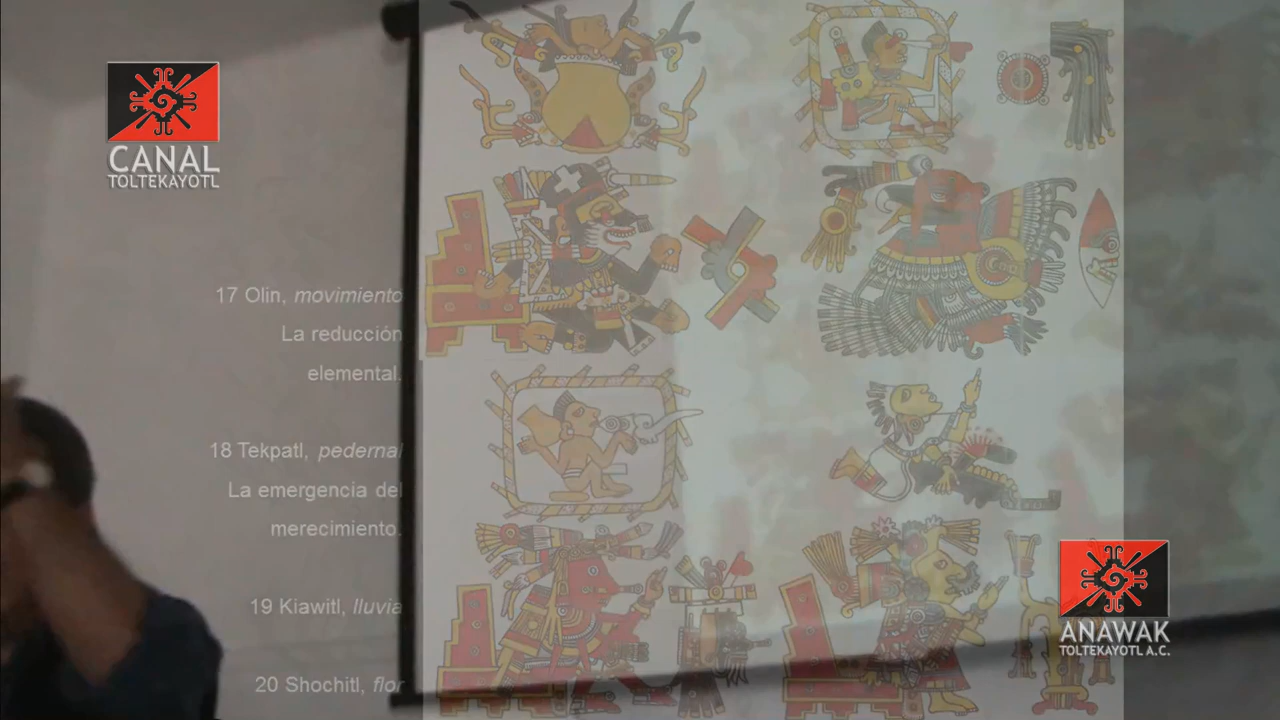 CANAL
TOLTEKAYOTL
17 Olin, movimiento
La reducción
elemental.
18 Tekpatl, pedernal
La emergencia del
merecimiento.
19 Kiawitl, lluvia
20 Shochitl, flor
ANAWAK
TOLTEKAYOTL A.C.